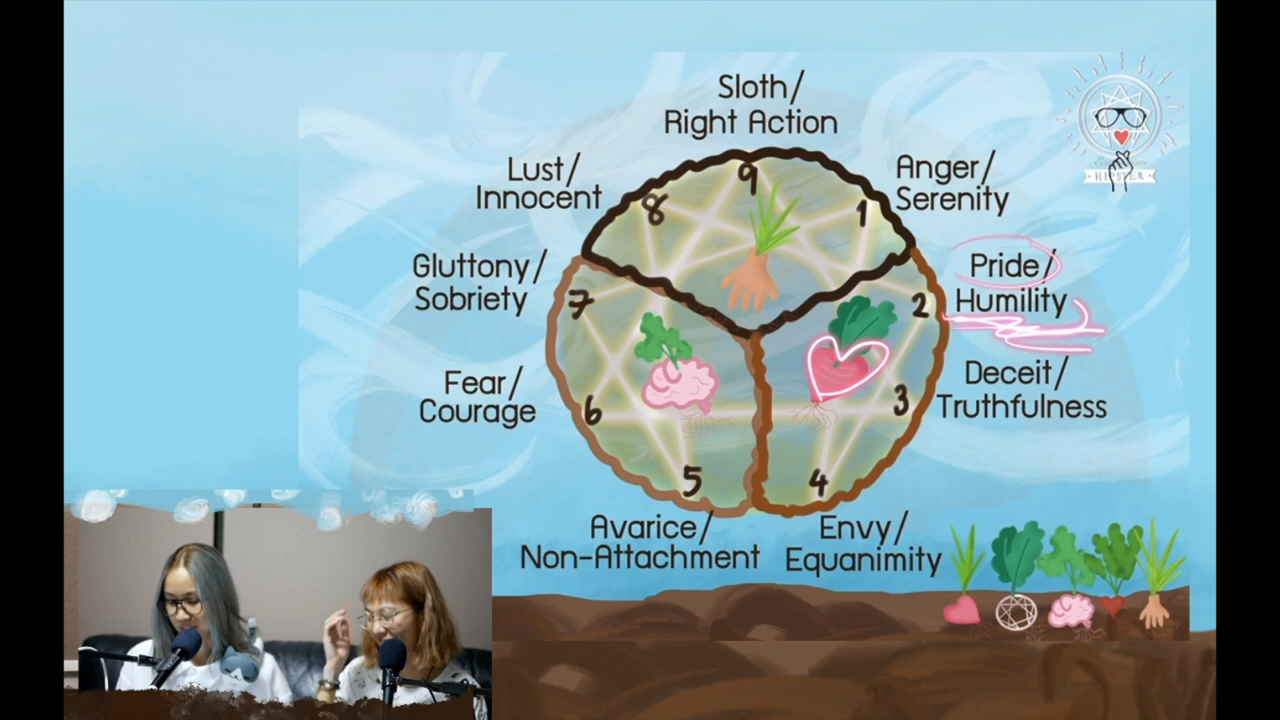 Sloth/
Right Action
Lust/
Innocent
Anger/
Serenity
Gluttony/
Sobriety
Pride/
Humility
Fear/
Courage
Deceit/
Truthfulness
Avarice/
Non-Attachment
Envy/
Equanimity
9
8
1
7
2
6
3
5
4
HIPSTER